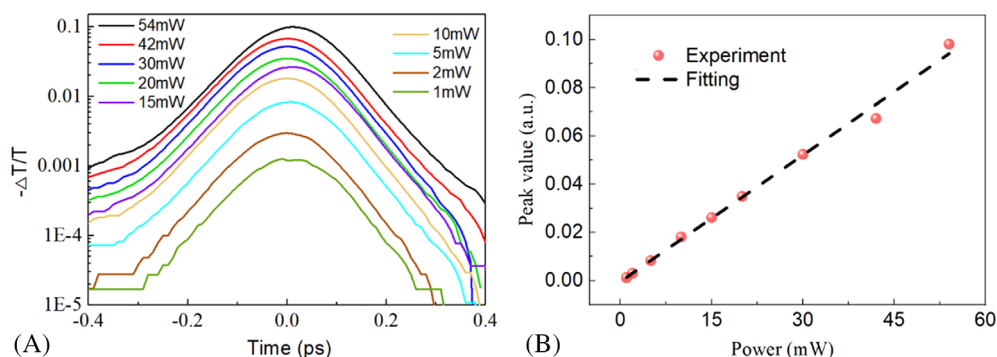 54mW
42mW
30mW
20mW
15mW
10mW
5mW
2mW
1mW
0.1
0.01
0.001
1E-4
1E-5
-△T/T
-0.4 -0.2 0.0 0.2 0.4
Time (ps)
(A)
Experiment
Fitting
0.10
0.08
0.06
0.04
0.02
0.00
Peak value (a.u.)
0 15 30 45 60
Power (mW)
(B)